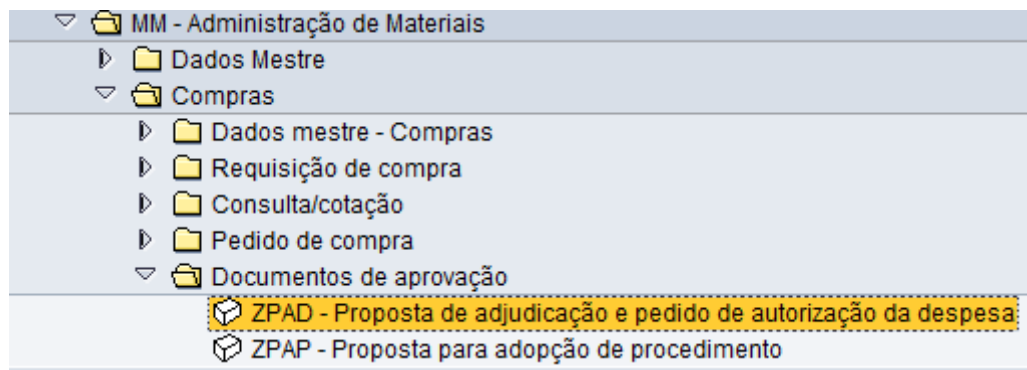 MM - Administração de Materiais
Dados Mestre
Compras
Dados mestre - Compras
Requisição de compra
Consulta/cotação
Pedido de compra
Documentos de aprovação
ZPAD - Proposta de adjudicação e pedido de autorização da despesa
ZPAP - Proposta para adopção de procedimento